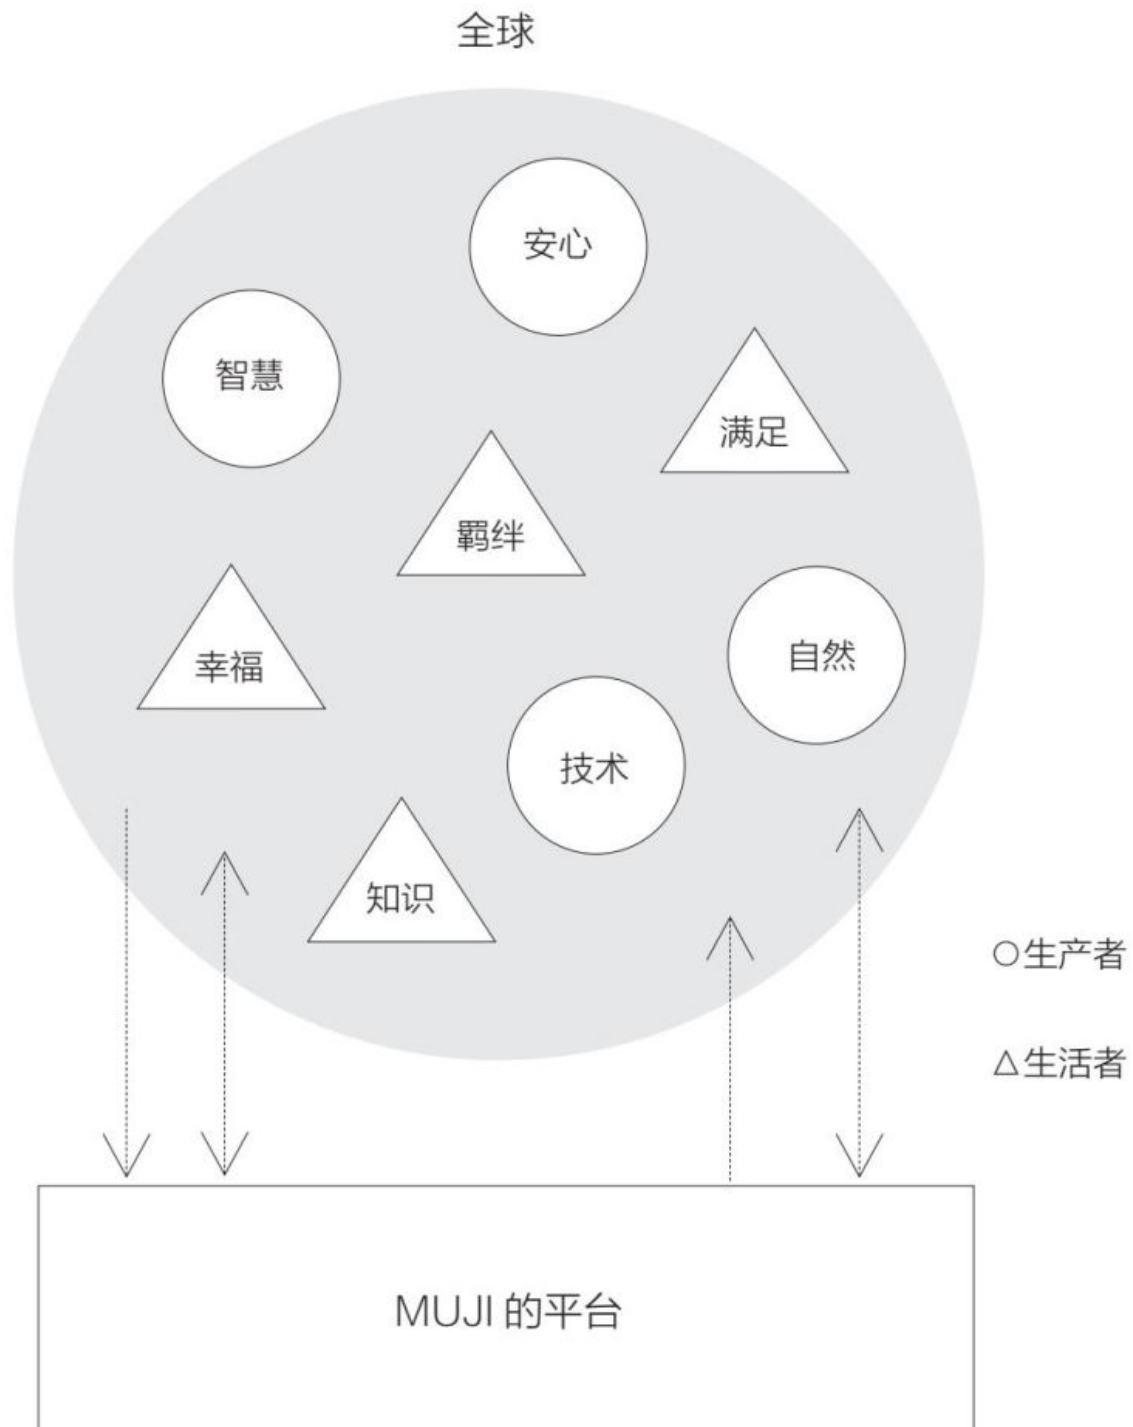 全球
安心
智慧
满足
羁绊
幸福
自然
技术
知识
○生产者
△生活者
MUJI 的平台